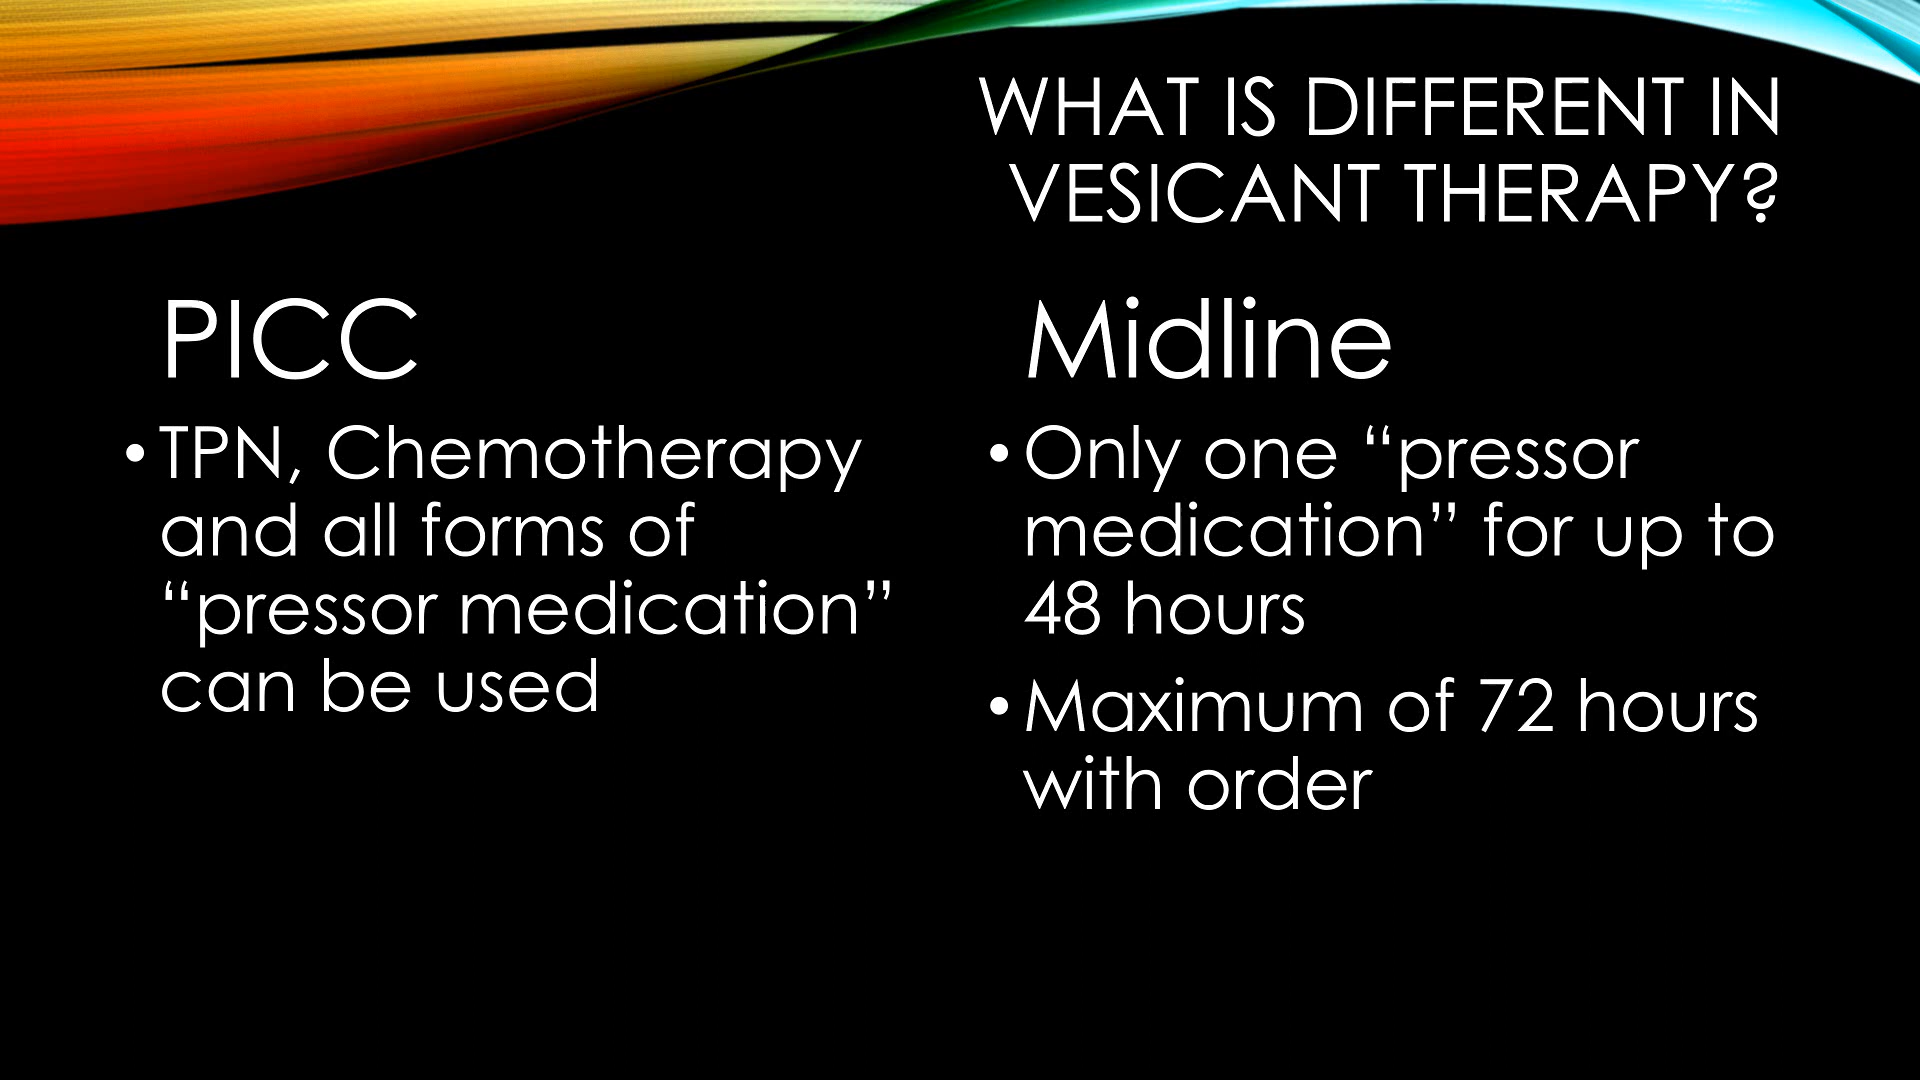 WHAT IS DIFFERENT IN
VESICANT THERAPY?
PICC
• TPN, Chemotherapy
and all forms of
“pressor medication”
can be used
Midline
• Only one “pressor
medication” for up to
48 hours
• Maximum of 72 hours
with order